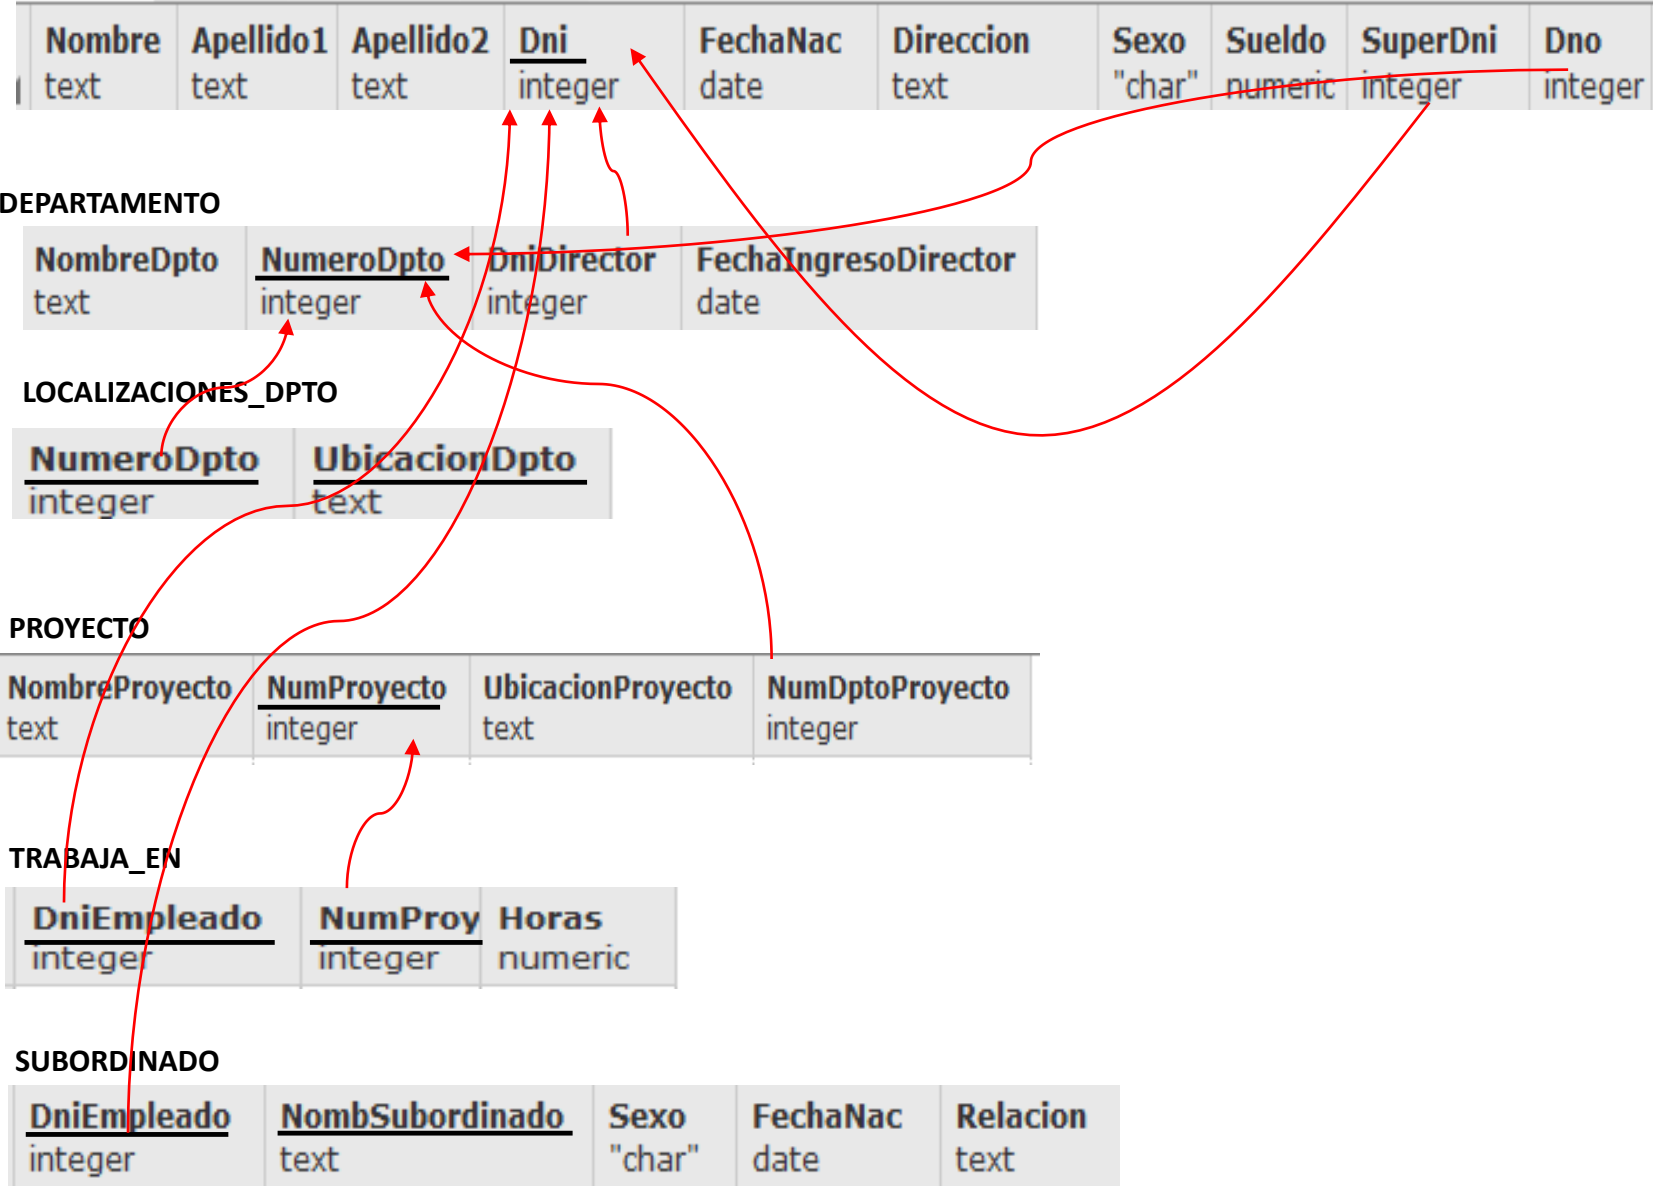 Nombre Apellido1 Apellido2 Dni FechaNac Direccion Sexo Sueldo SuperDni Dno
text text text integer date text "char" numeric integer integer
DEPARTAMENTO
NombreDpto NumeroDpto DniDirector FechaIngresoDirector
text integer integer date
LOCALIZACIONES_DPTO
NumeroDpto UbicacionDpto
integer text
PROYECTO
NombreProyecto NumProyecto UbicacionProyecto NumDptoProyecto
text integer text integer
TRABAJA_EN
DniEmpleado NumProy Horas
integer integer numeric
SUBORDINADO
DniEmpleado NombSubordinado Sexo FechaNac Relacion
integer text "char" date text